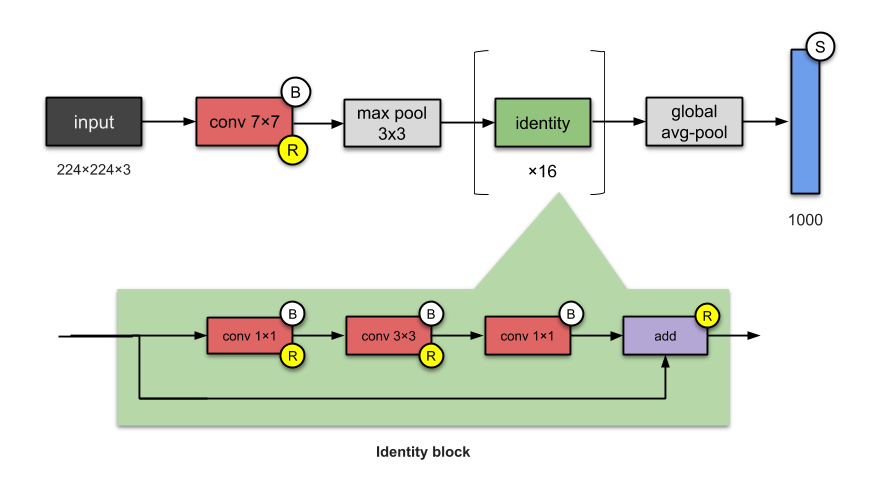 S
B
input
conv 7×7
max pool
3x3
identity
global
avg-pool
R
224×224×3
×16
1000
B
B
B
R
conv 1×1
conv 3×3
conv 1×1
add
R
R
Identity block